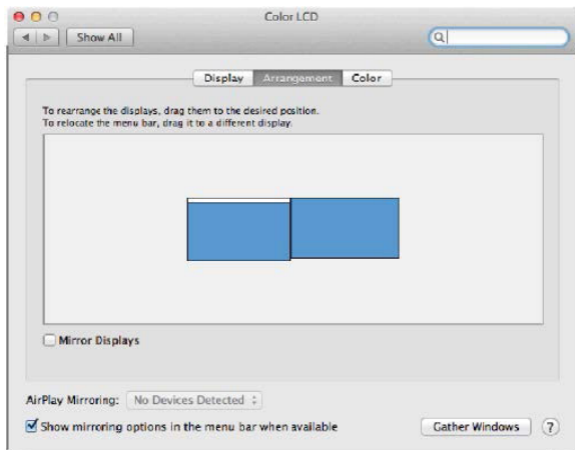 Color LCD
Show All
Display Arrangement Color
To rearrange the displays, drag them to the desired position.
To relocate the menu bar, drag it to a different display.
Mirror Displays
AirPlay Mirroring: No Devices Detected
Show mirroring options in the menu bar when available
Gather Windows ?